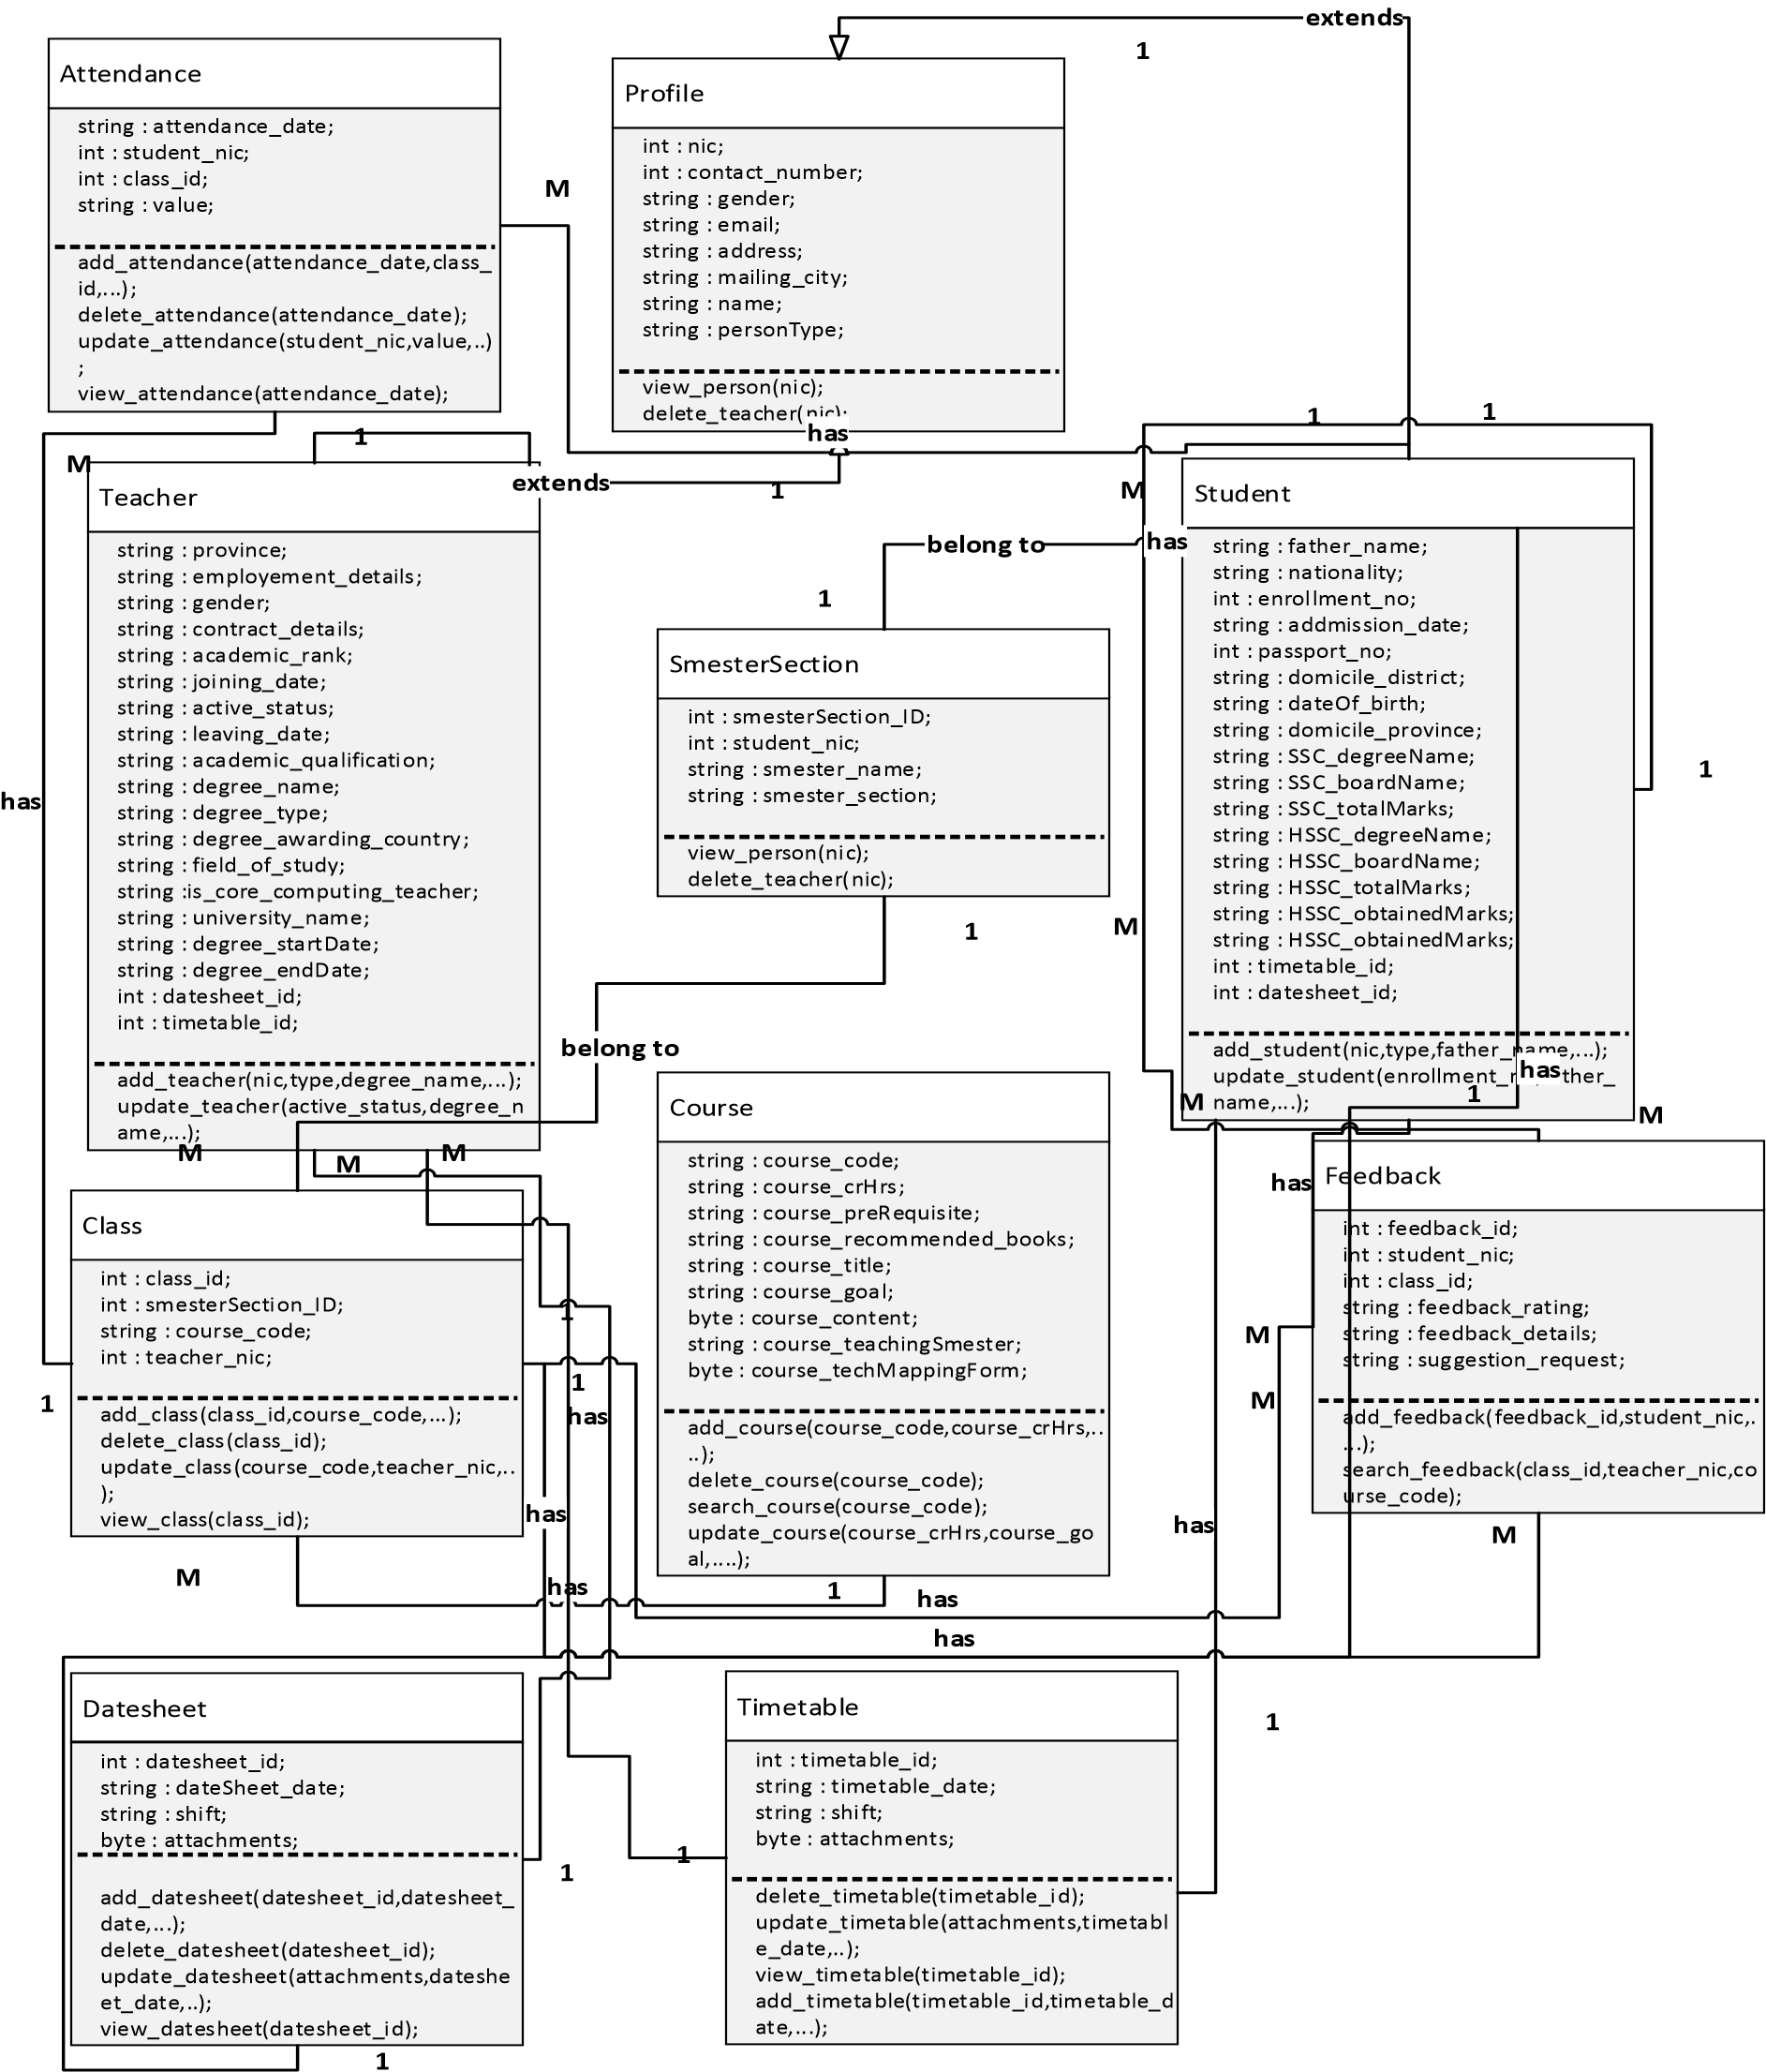 extends
1
Attendance
string : attendance_date;
int : student_nic;
int : class_id;
string : value;
add_attendance(attendance_date,class_
id,...);
delete_attendance(attendance_date);
update_attendance(student_nic,value,..)
;
view_attendance(attendance_date);
M
Profile
int : nic;
int : contact_number;
string : gender;
string : email;
string : address;
string : mailing_city;
string : name;
string : personType;
view_person(nic);
delete_teacher(nic);
has
1
1
1
M
extends
1
M
Teacher
string : province;
string : employement_details;
string : gender;
string : contract_details;
string : academic_rank;
string : joining_date;
string : active_status;
string : leaving_date;
string : academic_qualification;
string : degree_name;
string : degree_type;
string : degree_awarding_country;
string : field_of_study;
string :is_core_computing_teacher;
string : university_name;
string : degree_startDate;
string : degree_endDate;
int : datesheet_id;
int : timetable_id;
add_teacher(nic,type,degree_name,...);
update_teacher(active_status,degree_n
ame,...);
has
belong to
has
1
SmesterSection
int : smesterSection_ID;
int : student_nic;
string : smester_name;
string : smester_section;
view_person(nic);
delete_teacher(nic);
1
M
belong to
Student
string : father_name;
string : nationality;
int : enrollment_no;
string : addmission_date;
int : passport_no;
string : domicile_district;
string : dateOf_birth;
string : domicile_province;
string : SSC_degreeName;
string : SSC_boardName;
string : SSC_totalMarks;
string : HSSC_degreeName;
string : HSSC_boardName;
string : HSSC_totalMarks;
string : HSSC_obtainedMarks;
string : HSSC_obtainedMarks;
int : timetable_id;
int : datesheet_id;
add_student(nic,type,father_name,...);
update_student(enrollment_no,father_
name,...);
1
has
1
M
M
M
M
M
Class
int : class_id;
int : smesterSection_ID;
string : course_code;
int : teacher_nic;
add_class(class_id,course_code,...);
delete_class(class_id);
update_class(course_code,teacher_nic,..
);
view_class(class_id);
1
1
1
has
has
M
has
Course
string : course_code;
string : course_crHrs;
string : course_preRequisite;
string : course_recommended_books;
string : course_title;
string : course_goal;
byte : course_content;
string : course_teachingSmester;
byte : course_techMappingForm;
add_course(course_code,course_crHrs,..
..);
delete_course(course_code);
search_course(course_code);
update_course(course_crHrs,course_go
al,....);
1
has
has
has
Feedback
int : feedback_id;
int : student_nic;
int : class_id;
string : feedback_rating;
string : feedback_details;
string : suggestion_request;
add_feedback(feedback_id,student_nic,.
...);
search_feedback(class_id,teacher_nic,co
urse_code);
M
M
has
M
Datesheet
int : datesheet_id;
string : dateSheet_date;
string : shift;
byte : attachments;
add_datesheet(datesheet_id,datesheet_
date,...);
delete_datesheet(datesheet_id);
update_datesheet(attachments,dateshe
et_date,..);
view_datesheet(datesheet_id);
1
1
Timetable
int : timetable_id;
string : timetable_date;
string : shift;
byte : attachments;
delete_timetable(timetable_id);
update_timetable(attachments,timetabl
e_date,..);
view_timetable(timetable_id);
add_timetable(timetable_id,timetable_d
ate,...);
1
1